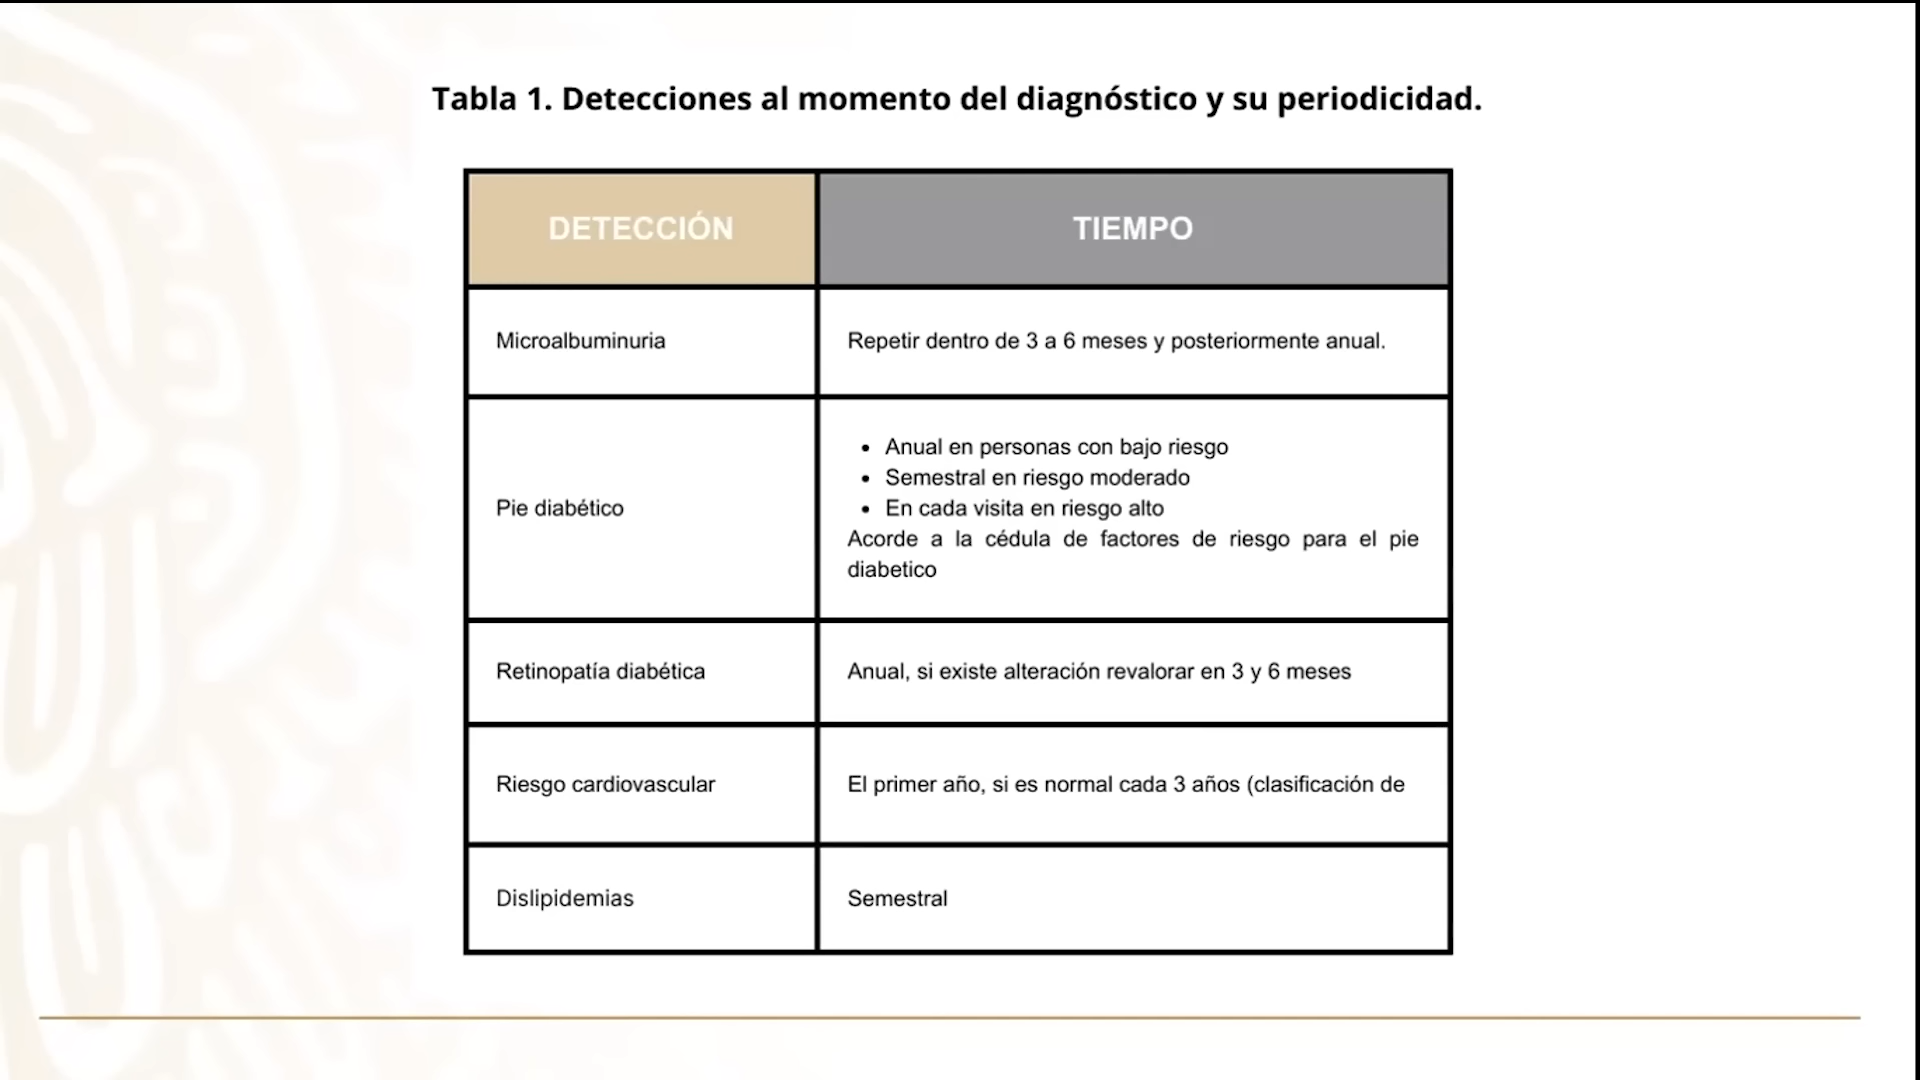 Tabla 1. Detecciones al momento del diagnóstico y su periodicidad.
DETECCIÓN
TIEMPO
Microalbuminuria
Repetir dentro de 3 a 6 meses y posteriormente anual.
Pie diabético
• Anual en personas con bajo riesgo
• Semestral en riesgo moderado
• En cada visita en riesgo alto
Acorde a la cédula de factores de riesgo para el pie
diabetico
Retinopatía diabética
Anual, si existe alteración revalorar en 3 y 6 meses
Riesgo cardiovascular
El primer año, si es normal cada 3 años (clasificación de
Dislipidemias
Semestral